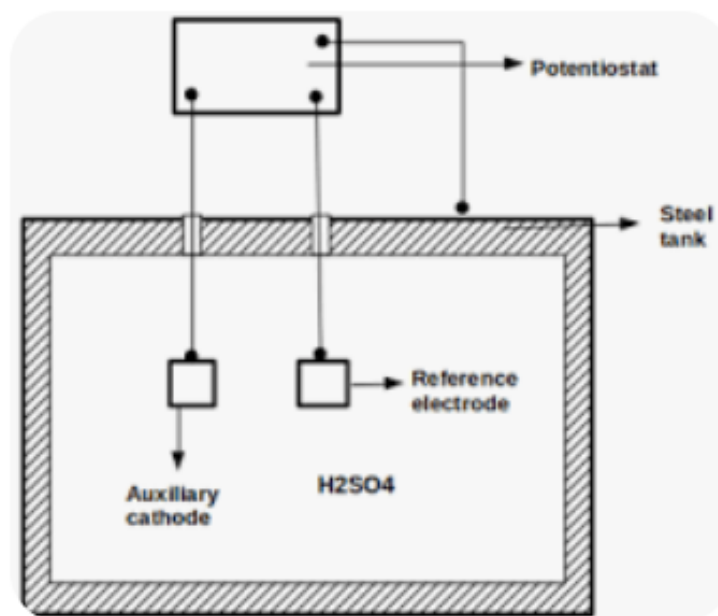 Potentiostat
Steel
tank
Reference
electrode
H2SO4
Auxiliary
cathode